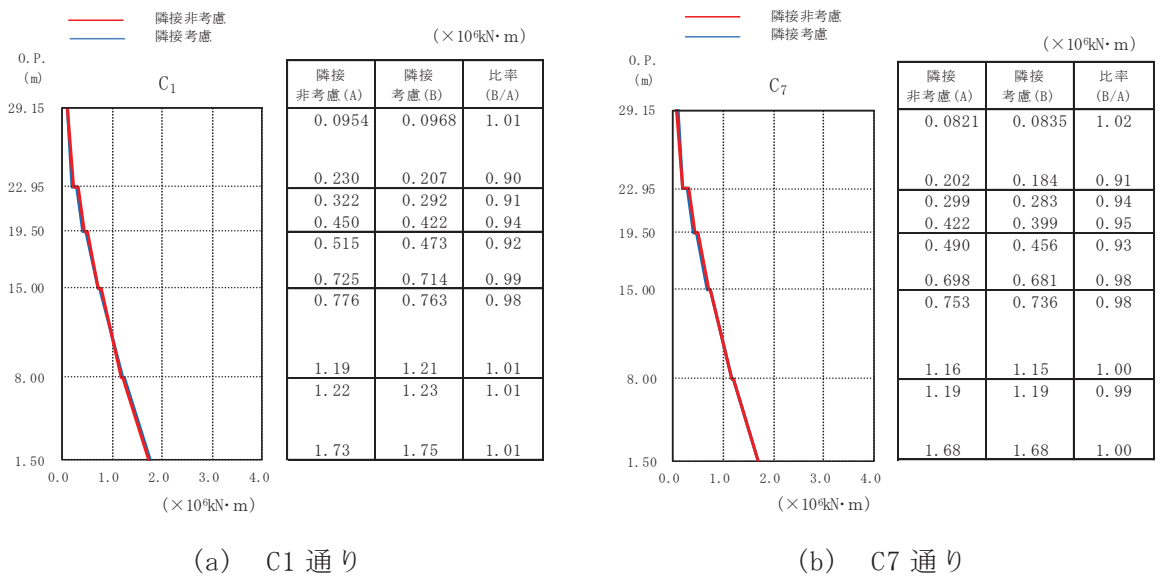 隣接非考慮
隣接考慮
(×10⁶kN・m)
O.P.
(m)
C₁
隣接 隣接 比率
非考慮(A) 考慮(B) (B/A)
29.15
0.0954 0.0968 1.01
0.230 0.207 0.90
22.95
0.322 0.292 0.91
0.450 0.422 0.94
19.50
0.515 0.473 0.92
0.725 0.714 0.99
15.00
0.776 0.763 0.98
1.19 1.21 1.01
8.00
1.22 1.23 1.01
1.73 1.75 1.01
1.50
0.0 1.0 2.0 3.0 4.0
(×10⁶kN・m)
(a) C1 通り
隣接非考慮
隣接考慮
(×10⁶kN・m)
O.P.
(m)
C₇
隣接 隣接 比率
非考慮(A) 考慮(B) (B/A)
29.15
0.0821 0.0835 1.02
0.202 0.184 0.91
22.95
0.299 0.283 0.94
0.422 0.399 0.95
19.50
0.490 0.456 0.93
0.698 0.681 0.98
15.00
0.753 0.736 0.98
1.16 1.15 1.00
8.00
1.19 1.19 0.99
1.68 1.68 1.00
1.50
0.0 1.0 2.0 3.0 4.0
(×10⁶kN・m)
(b) C7 通り